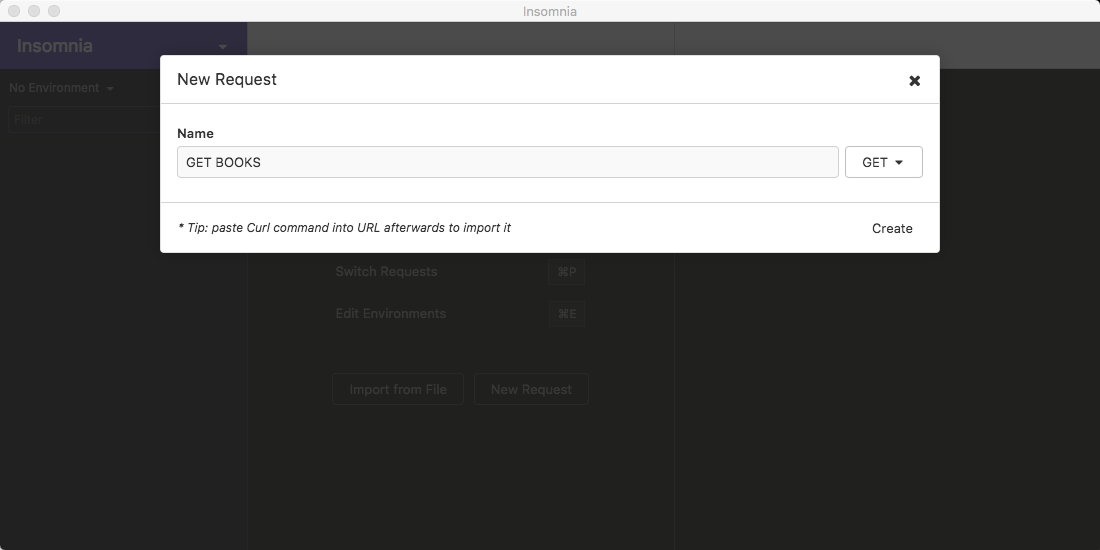 Insomnia
Insomnia
No Environment
Filter
New Request
Name
GET BOOKS
GET
* Tip: paste Curl command into URL afterwards to import it
Create
Switch Requests ⌘P
Edit Environments ⌘E
Import from File New Request